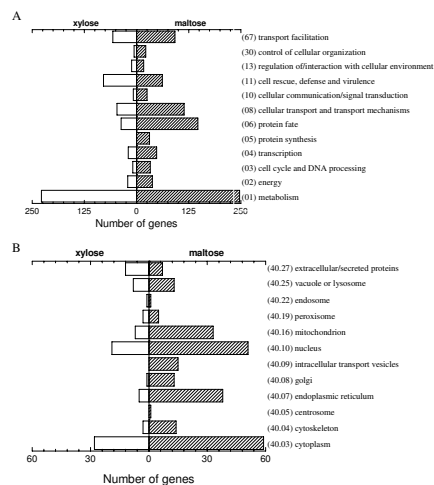 A
xylose maltose
(67) transport facilitation
(30) control of cellular organization
(13) regulation of/interaction with cellular environment
(11) cell rescue, defense and virulence
(10) cellular communication/signal transduction
(08) cellular transport and transport mechanisms
(06) protein fate
(05) protein synthesis
(04) transcription
(03) cell cycle and DNA processing
(02) energy
(01) metabolism
250 125 0 125 250
Number of genes
B
xylose maltose
(40.27) extracellular/secreted proteins
(40.25) vacuole or lysosome
(40.22) endosome
(40.19) peroxisome
(40.16) mitochondrion
(40.10) nucleus
(40.09) intracellular transport vesicles
(40.08) golgi
(40.07) endoplasmic reticulum
(40.05) centrosome
(40.04) cytoskeleton
(40.03) cytoplasm
60 30 0 30 60
Number of genes